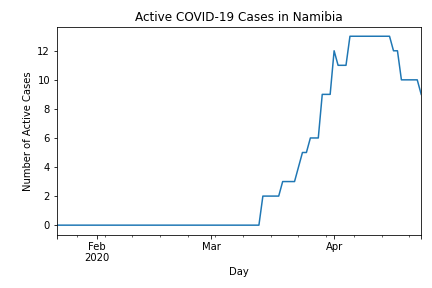 Active COVID-19 Cases in Namibia
Number of Active Cases
12
10
8
6
4
2
0
Feb
2020
Mar
Apr
Day